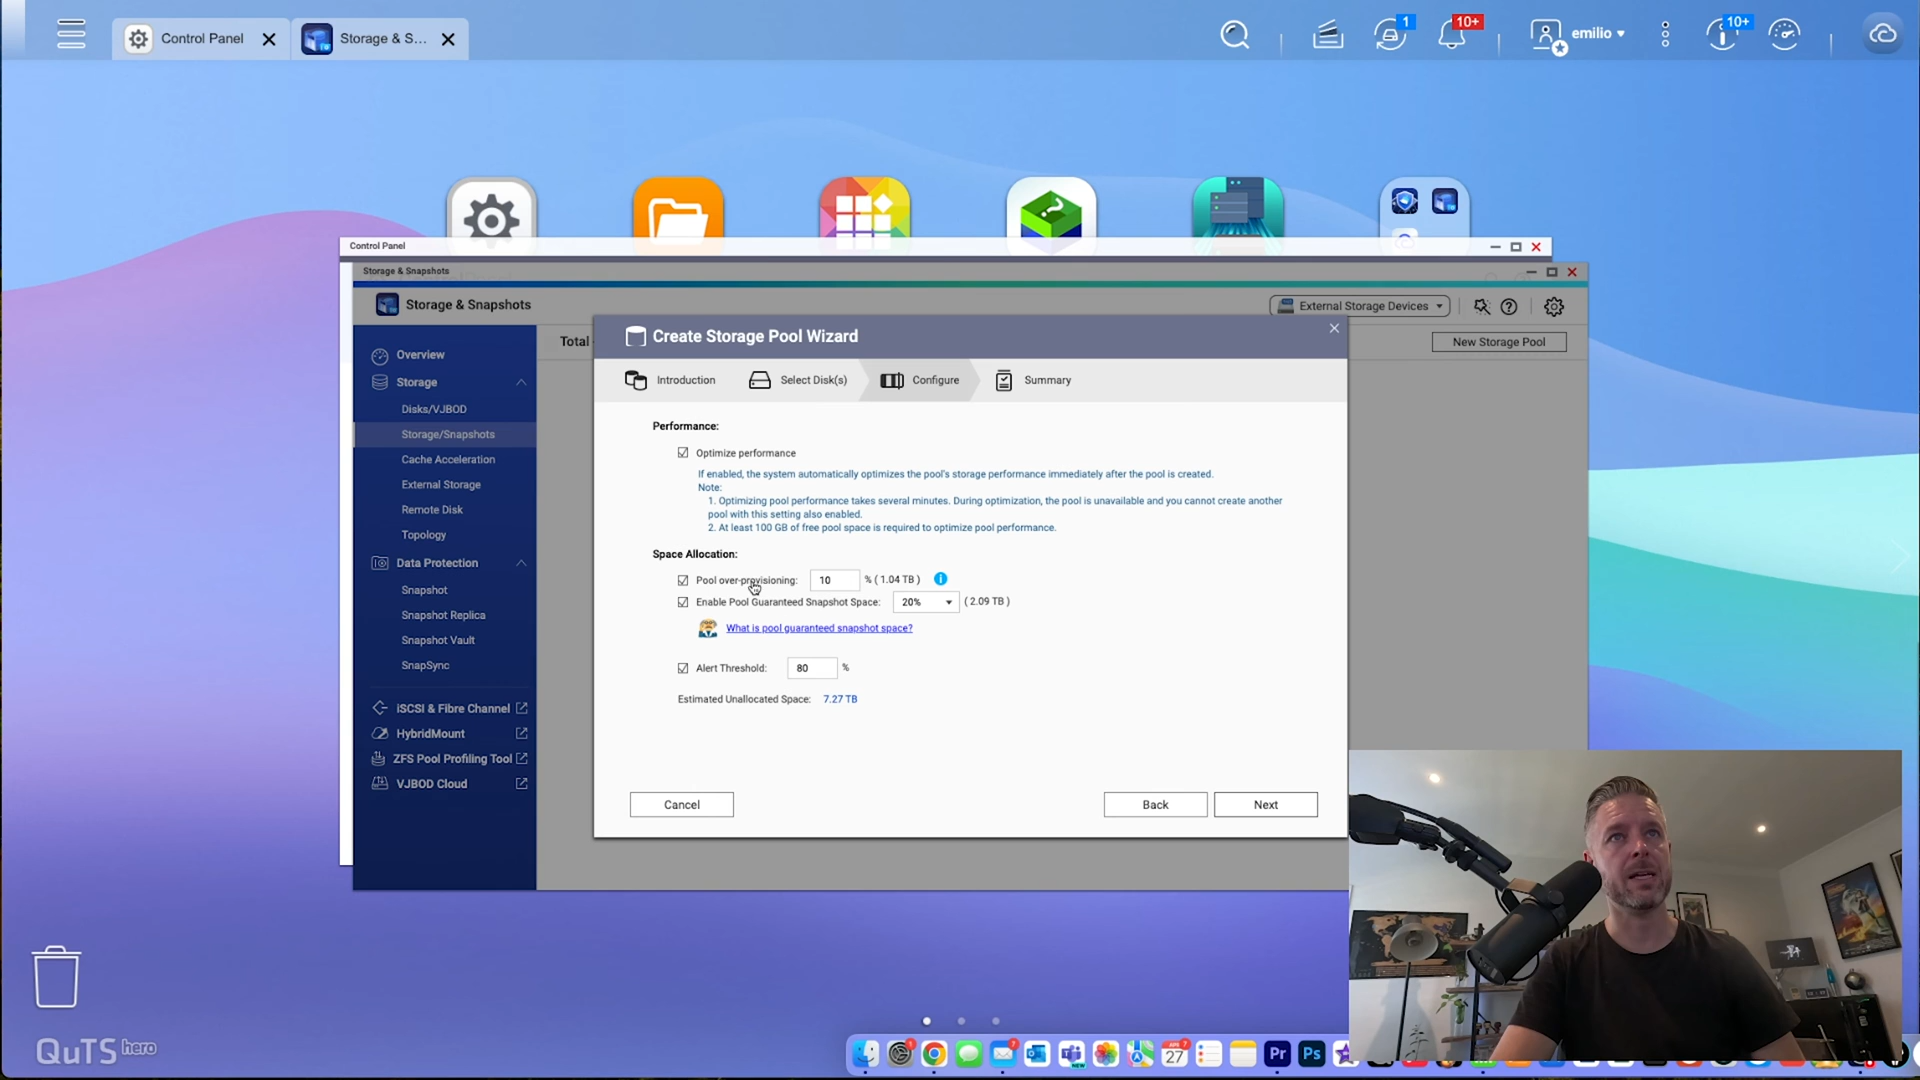 Control Panel
Storage & S...
1
10+
emilio
10+
Control Panel
Storage & Snapshots
Storage & Snapshots
External Storage Devices
Total
New Storage Pool
Overview
Storage
Disks/VJBOD
Storage/Snapshots
Cache Acceleration
External Storage
Remote Disk
Topology
Data Protection
Snapshot
Snapshot Replica
Snapshot Vault
SnapSync
iSCSI & Fibre Channel
HybridMount
ZFS Pool Profiling Tool
VJBOD Cloud
Create Storage Pool Wizard
Introduction
Select Disk(s)
Configure
Summary
Performance:
Optimize performance
If enabled, the system automatically optimizes the pool's storage performance immediately after the pool is created.
Note:
1. Optimizing pool performance takes several minutes. During optimization, the pool is unavailable and you cannot create another
pool with this setting also enabled.
2. At least 100 GB of free pool space is required to optimize pool performance.
Space Allocation:
Pool over-provisioning: 10 % ( 1.04 TB )
Enable Pool Guaranteed Snapshot Space: 20% ( 2.09 TB )
What is pool guaranteed snapshot space?
Alert Threshold: 80 %
Estimated Unallocated Space: 7.27 TB
Cancel
Back
Next
QuTS hero
27
Pr
Ps